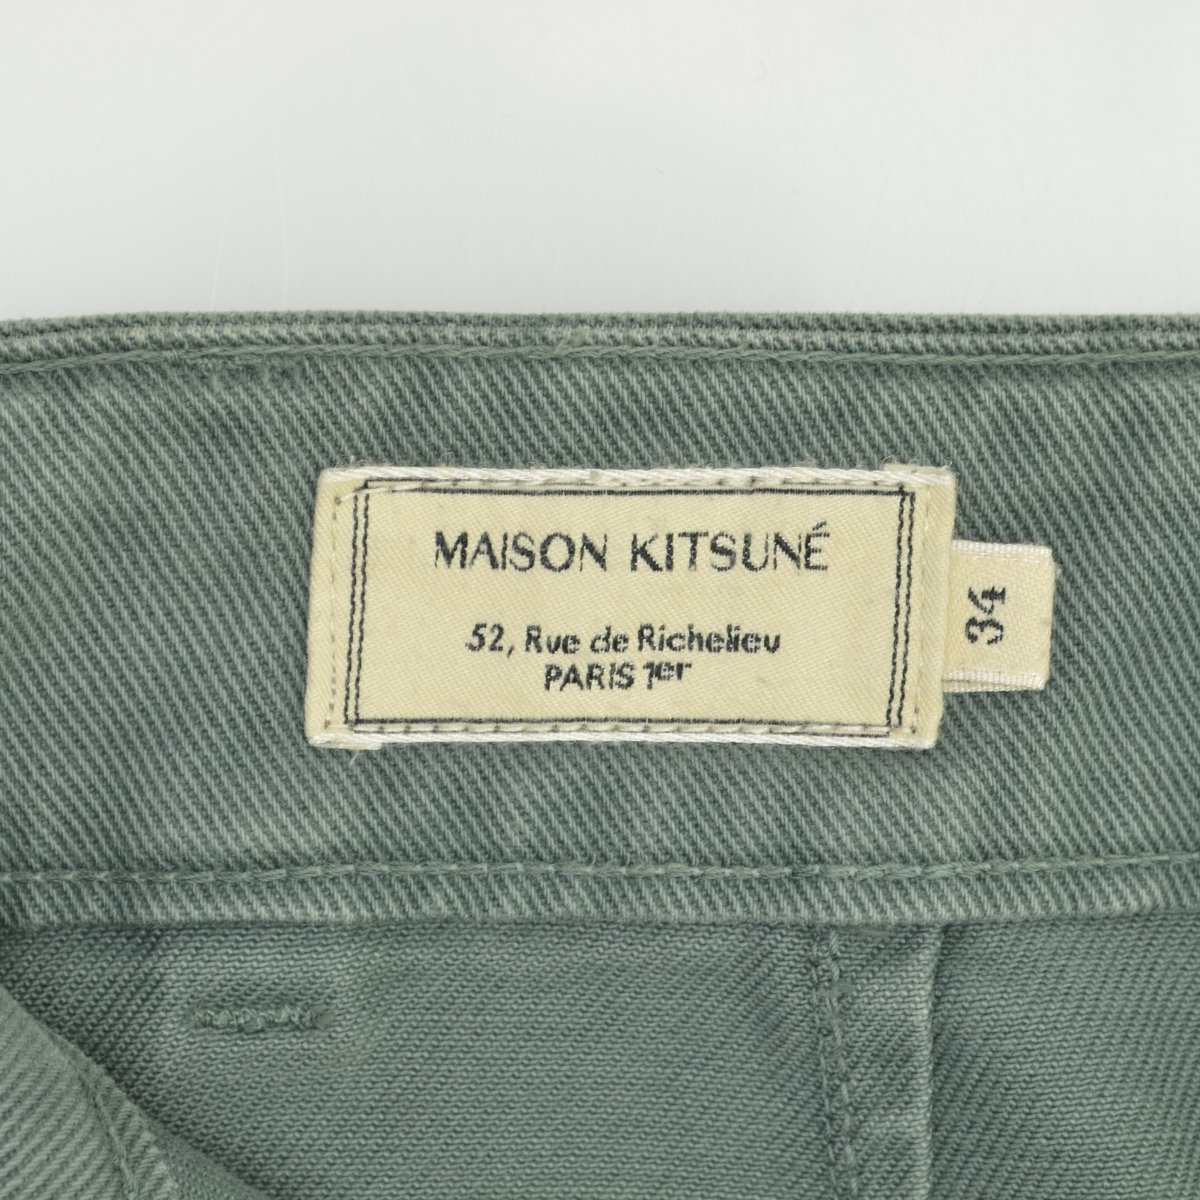 MAISON KITSUNÉ
52, Rue de Richelieu
PARIS 1er
34